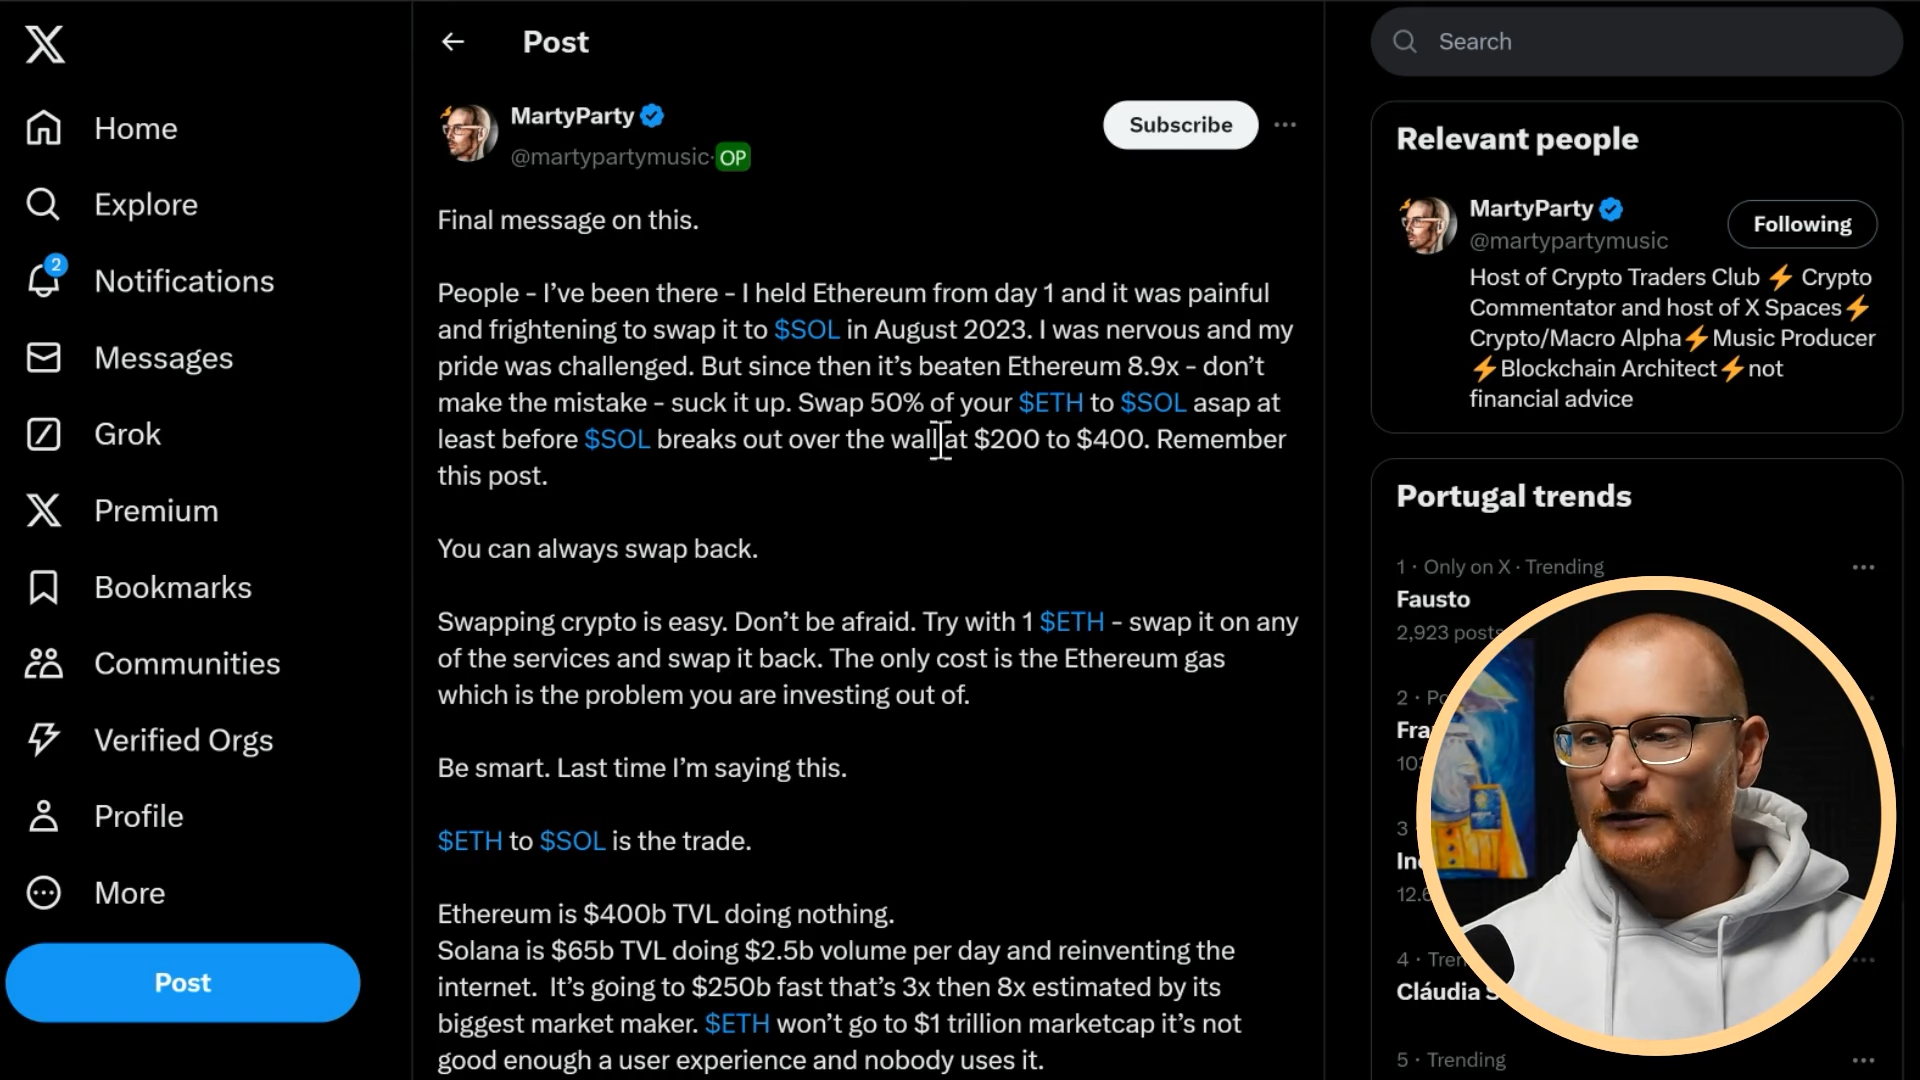 Home
Explore
2
Notifications
Messages
Grok
Premium
Bookmarks
Communities
Verified Orgs
Profile
More
Post
Post
MartyParty
@martypartymusic· OP
Subscribe
Final message on this.
People – I’ve been there – I held Ethereum from day 1 and it was painful
and frightening to swap it to $SOL in August 2023. I was nervous and my
pride was challenged. But since then it’s beaten Ethereum 8.9x – don’t
make the mistake – suck it up. Swap 50% of your $ETH to $SOL asap at
least before $SOL breaks out over the wall at $200 to $400. Remember
this post.
You can always swap back.
Swapping crypto is easy. Don’t be afraid. Try with 1 $ETH – swap it on any
of the services and swap it back. The only cost is the Ethereum gas
which is the problem you are investing out of.
Be smart. Last time I’m saying this.
$ETH to $SOL is the trade.
Ethereum is $400b TVL doing nothing.
Solana is $65b TVL doing $2.5b volume per day and reinventing the
internet. It’s going to $250b fast that’s 3x then 8x estimated by its
biggest market maker. $ETH won’t go to $1 trillion marketcap it’s not
good enough a user experience and nobody uses it.
Search
Relevant people
MartyParty
@martypartymusic
Following
Host of Crypto Traders Club ⚡ Crypto
Commentator and host of X Spaces⚡
Crypto/Macro Alpha⚡Music Producer
⚡Blockchain Architect⚡not
financial advice
Portugal trends
1 · Only on X · Trending
Fausto
2,923 posts
2 ·
3
4 ·
Cláudia
5 · Trending